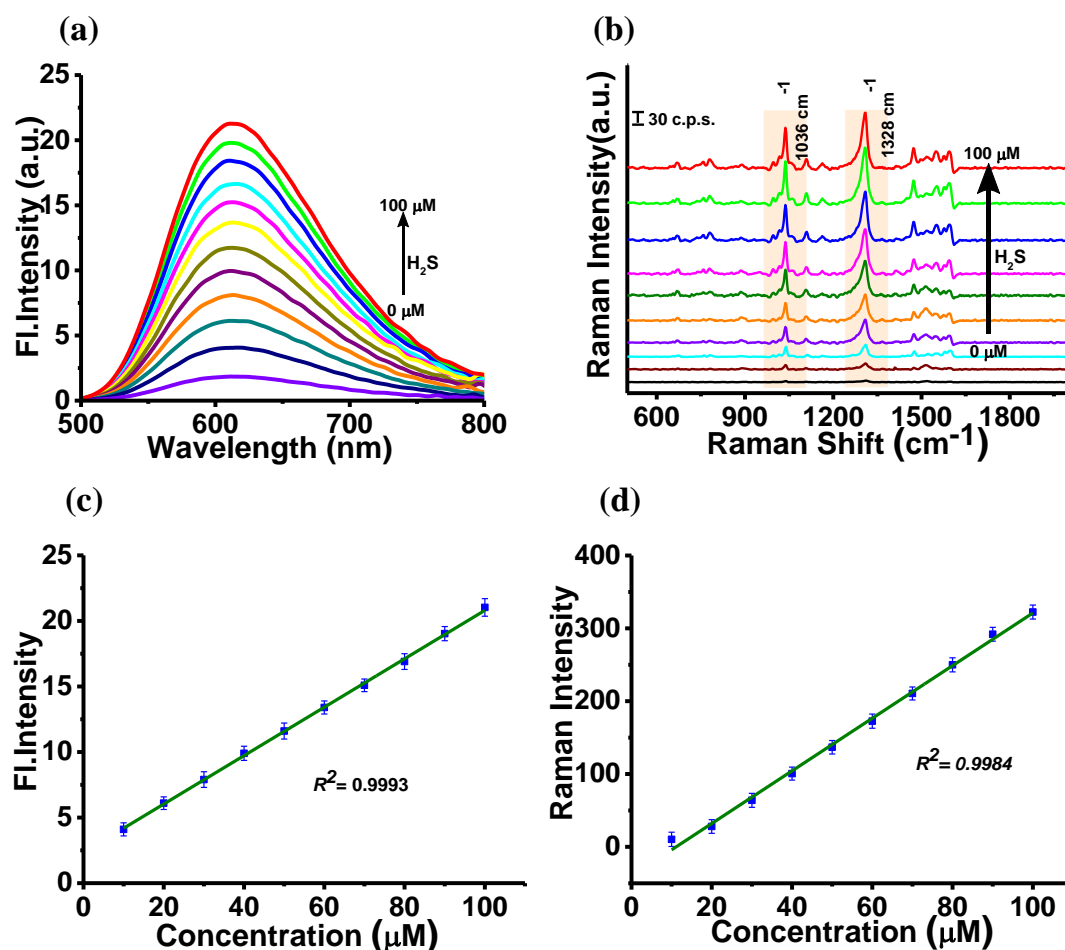 (a)
25
20
15
10
5
0
Fl.Intensity (a.u.)
100 μM
H2S
0 μM
500
600
700
800
Wavelength (nm)
(b)
Raman Intensity(a.u.)
30 c.p.s.
1036 cm-1
1328 cm-1
100 μM
H2S
0 μM
600
900
1200
1500
1800
Raman Shift (cm-1)
(c)
25
20
15
10
5
0
Fl.Intensity
R2= 0.9993
0
20
40
60
80
100
Concentration (μM)
(d)
400
300
200
100
0
Raman Intensity
R2= 0.9984
0
20
40
60
80
100
Concentration (μM)